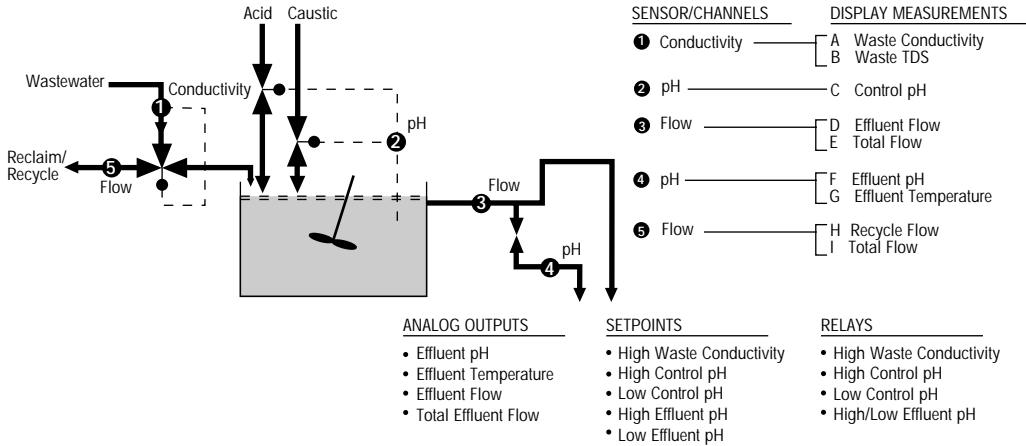 Acid Caustic
Wastewater
Conductivity
1
pH
2
Reclaim/
Recycle
5
Flow
Flow
3
pH
4
SENSOR/CHANNELS DISPLAY MEASUREMENTS
1 Conductivity A Waste Conductivity
B Waste TDS
2 pH C Control pH
3 Flow D Effluent Flow
E Total Flow
4 pH F Effluent pH
G Effluent Temperature
5 Flow H Recycle Flow
I Total Flow
ANALOG OUTPUTS
• Effluent pH
• Effluent Temperature
• Effluent Flow
• Total Effluent Flow
SETPOINTS
• High Waste Conductivity
• High Control pH
• Low Control pH
• High Effluent pH
• Low Effluent pH
RELAYS
• High Waste Conductivity
• High Control pH
• Low Control pH
• High/Low Effluent pH